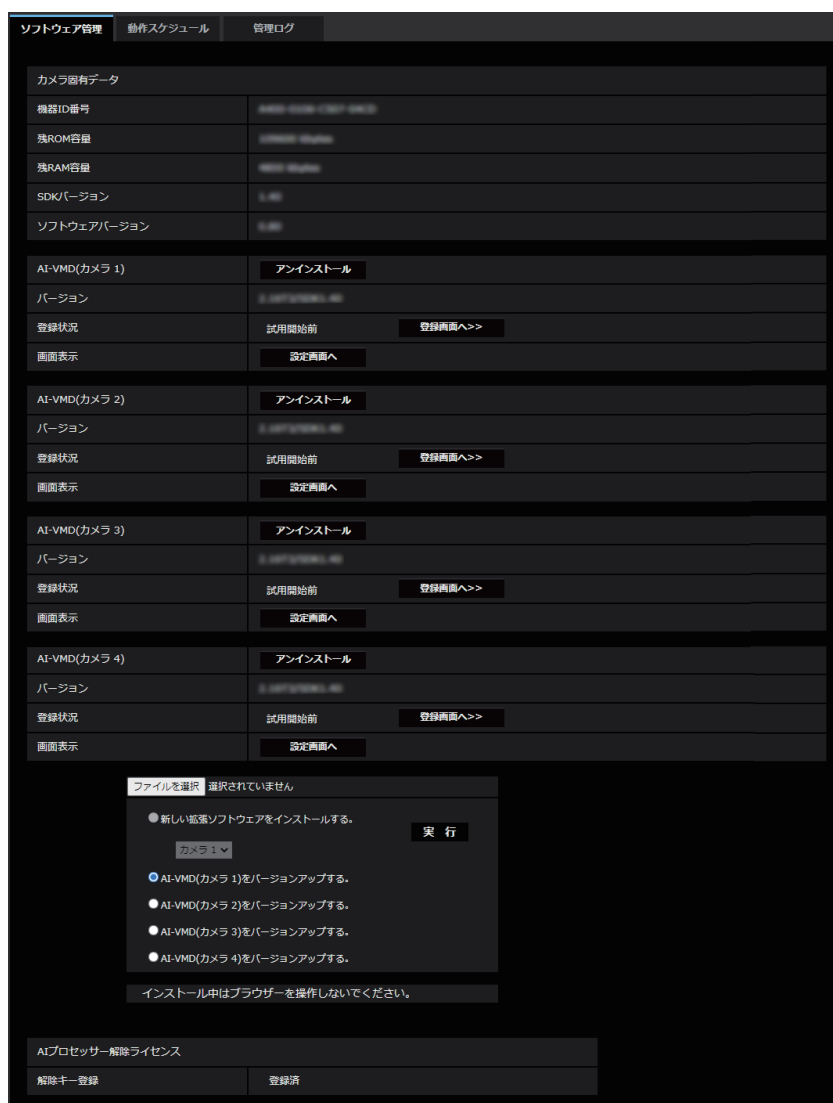 ソフトウェア管理 動作スケジュール 管理ログ
カメラ固有データ
機器ID番号
残ROM容量
残RAM容量
SDKバージョン
ソフトウェアバージョン
AI-VMD(カメラ 1) アンインストール
バージョン
登録状況 試用開始前 登録画面へ>>
画面表示 設定画面へ
AI-VMD(カメラ 2) アンインストール
バージョン
登録状況 試用開始前 登録画面へ>>
画面表示 設定画面へ
AI-VMD(カメラ 3) アンインストール
バージョン
登録状況 試用開始前 登録画面へ>>
画面表示 設定画面へ
AI-VMD(カメラ 4) アンインストール
バージョン
登録状況 試用開始前 登録画面へ>>
画面表示 設定画面へ
ファイルを選択 選択されていません
新しい拡張ソフトウェアをインストールする。
実 行
カメラ 1
AI-VMD(カメラ 1)をバージョンアップする。
AI-VMD(カメラ 2)をバージョンアップする。
AI-VMD(カメラ 3)をバージョンアップする。
AI-VMD(カメラ 4)をバージョンアップする。
インストール中はブラウザーを操作しないでください。
AIプロセッサー解除ライセンス
解除キー登録 登録済